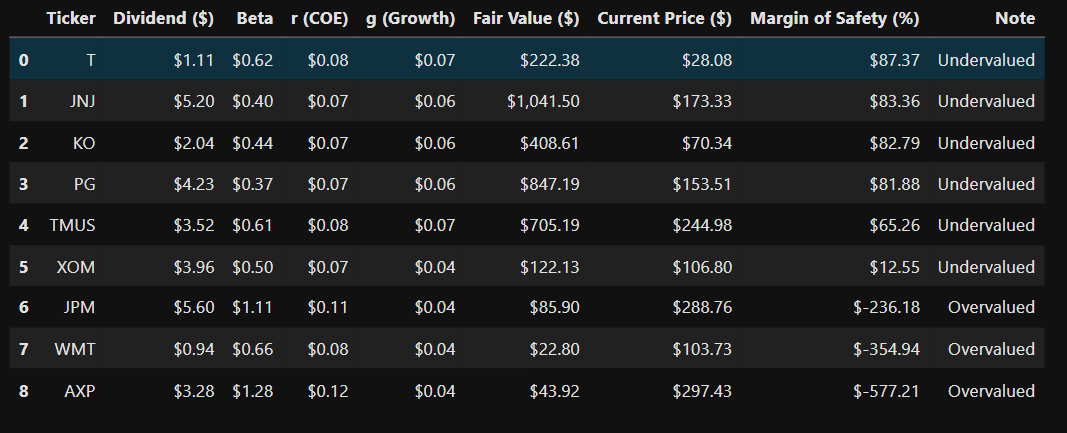 Ticker Dividend ($) Beta r (COE) g (Growth) Fair Value ($) Current Price ($) Margin of Safety (%) Note
0 T $1.11 $0.62 $0.08 $0.07 $222.38 $28.08 $87.37 Undervalued
1 JNJ $5.20 $0.40 $0.07 $0.06 $1,041.50 $173.33 $83.36 Undervalued
2 KO $2.04 $0.44 $0.07 $0.06 $408.61 $70.34 $82.79 Undervalued
3 PG $4.23 $0.37 $0.07 $0.06 $847.19 $153.51 $81.88 Undervalued
4 TMUS $3.52 $0.61 $0.08 $0.07 $705.19 $244.98 $65.26 Undervalued
5 XOM $3.96 $0.50 $0.07 $0.04 $122.13 $106.80 $12.55 Undervalued
6 JPM $5.60 $1.11 $0.11 $0.04 $85.90 $288.76 $-236.18 Overvalued
7 WMT $0.94 $0.66 $0.08 $0.04 $22.80 $103.73 $-354.94 Overvalued
8 AXP $3.28 $1.28 $0.12 $0.04 $43.92 $297.43 $-577.21 Overvalued